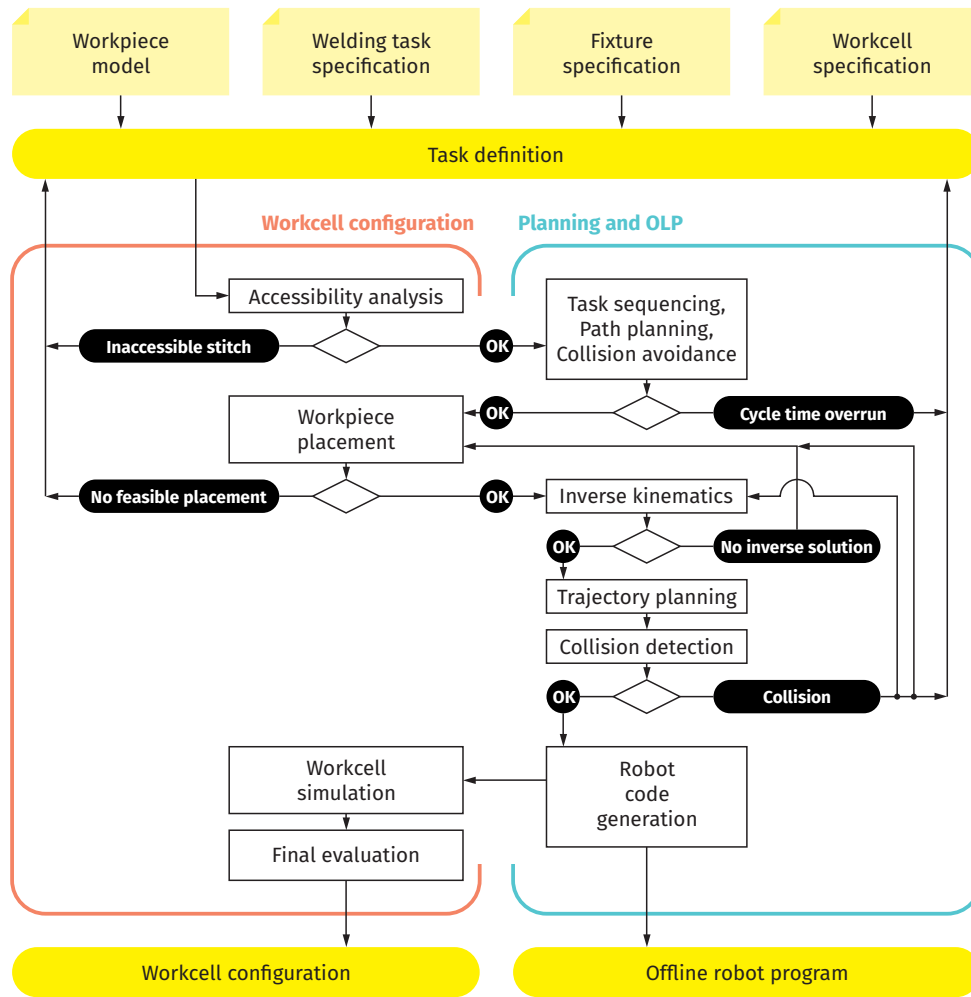 Workpiece
model
Welding task
specification
Fixture
specification
Workcell
specification
Task definition
Workcell configuration
Planning and OLP
Accessibility analysis
Task sequencing,
Path planning,
Collision avoidance
Inaccessible stitch
OK
Workpiece
placement
OK
Cycle time overrun
No feasible placement
OK
Inverse kinematics
OK
No inverse solution
Trajectory planning
Collision detection
OK
Collision
Workcell
simulation
Robot
code
generation
Final evaluation
Workcell configuration
Offline robot program